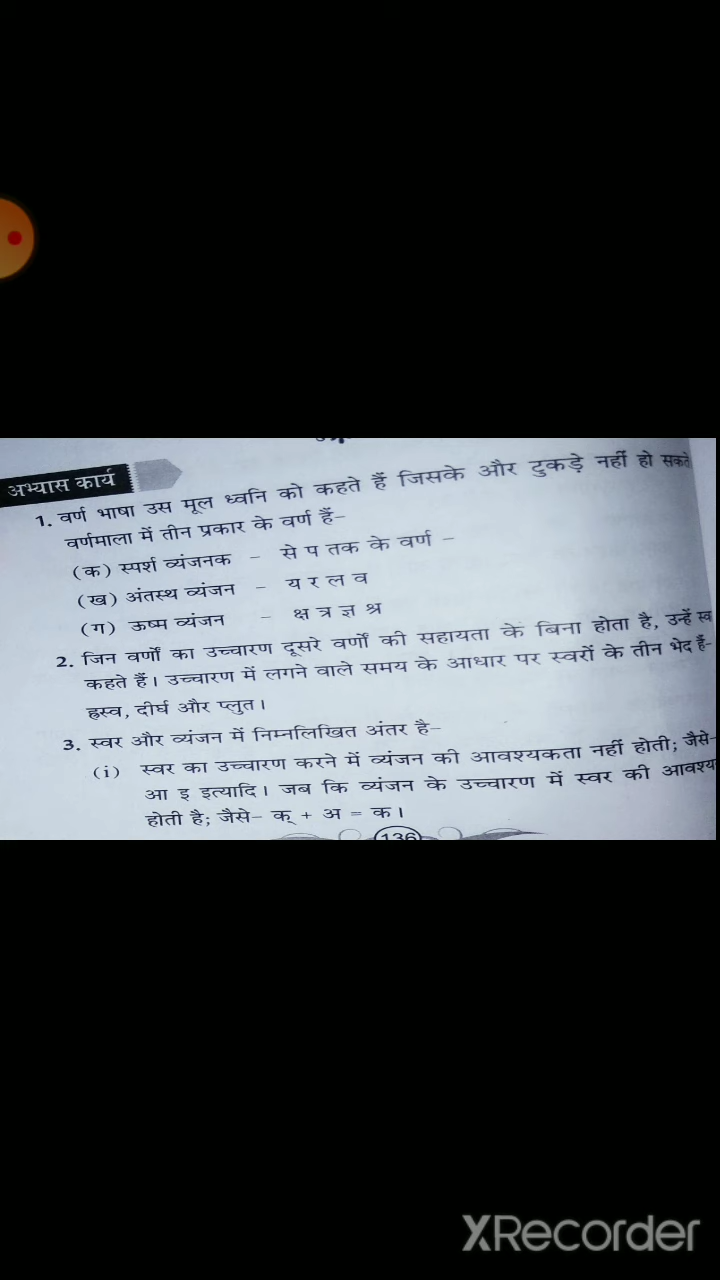 अभ्यास कार्य
1. वर्ण भाषा उस मूल ध्वनि को कहते हैं जिसके और टुकड़े नहीं हो सकते
वर्णमाला में तीन प्रकार के वर्ण हैं–
(क) स्पर्श व्यंजनक – से प तक के वर्ण –
(ख) अंतस्थ व्यंजन – य र ल व
(ग) ऊष्म व्यंजन – क्ष त्र ज्ञ श्र
2. जिन वर्णों का उच्चारण दूसरे वर्णों की सहायता के बिना होता है, उन्हें स्व
कहते हैं। उच्चारण में लगने वाले समय के आधार पर स्वरों के तीन भेद हैं–
ह्रस्व, दीर्घ और प्लुत।
3. स्वर और व्यंजन में निम्नलिखित अंतर है–
(i) स्वर का उच्चारण करने में व्यंजन की आवश्यकता नहीं होती; जैसे–
आ इ इत्यादि। जब कि व्यंजन के उच्चारण में स्वर की आवश्य
होती है; जैसे– क् + अ = क।
136
XRecorder